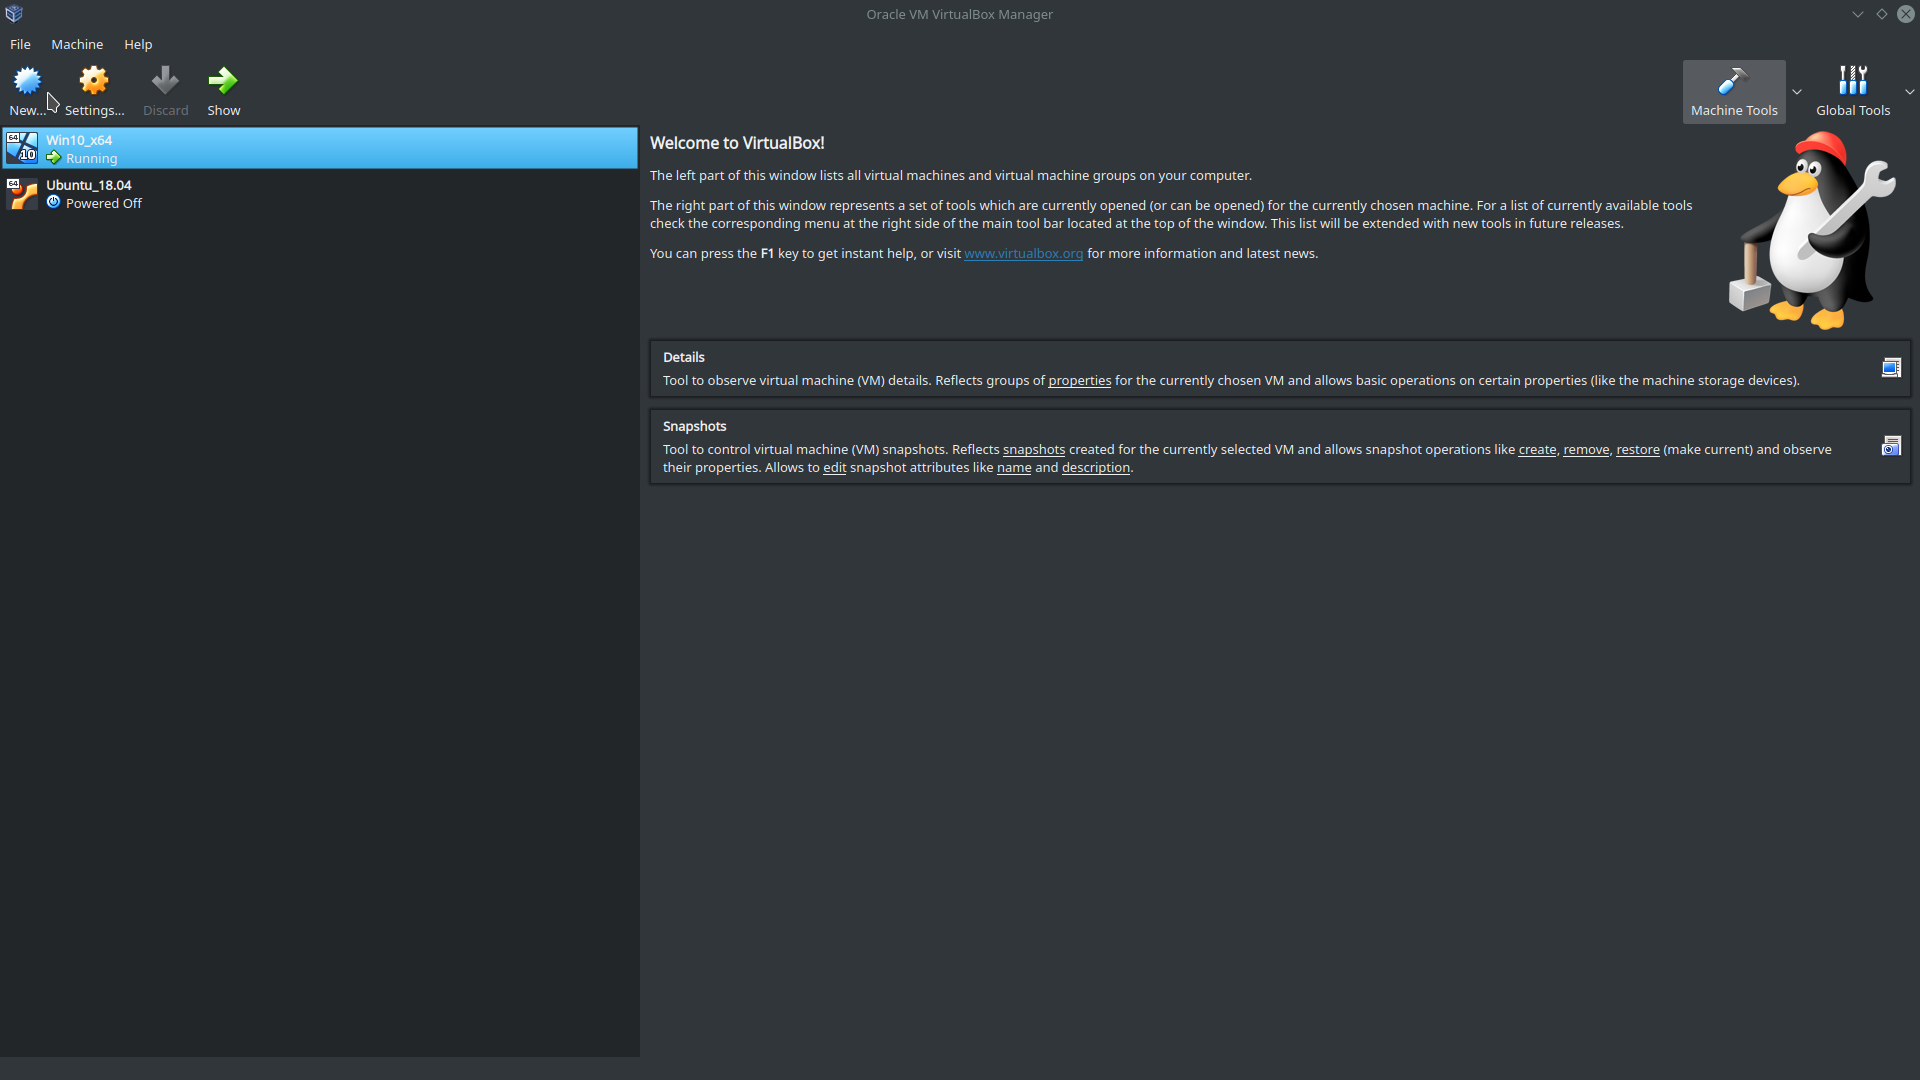 Oracle VM VirtualBox Manager
File Machine Help
New... Settings... Discard Show Machine Tools Global Tools
64 Win10_x64
10 Running
64 Ubuntu_18.04
Powered Off
Welcome to VirtualBox!
The left part of this window lists all virtual machines and virtual machine groups on your computer.
The right part of this window represents a set of tools which are currently opened (or can be opened) for the currently chosen machine. For a list of currently available tools
check the corresponding menu at the right side of the main tool bar located at the top of the window. This list will be extended with new tools in future releases.
You can press the F1 key to get instant help, or visit www.virtualbox.org for more information and latest news.
Details
Tool to observe virtual machine (VM) details. Reflects groups of properties for the currently chosen VM and allows basic operations on certain properties (like the machine storage devices).
Snapshots
Tool to control virtual machine (VM) snapshots. Reflects snapshots created for the currently selected VM and allows snapshot operations like create, remove, restore (make current) and observe
their properties. Allows to edit snapshot attributes like name and description.